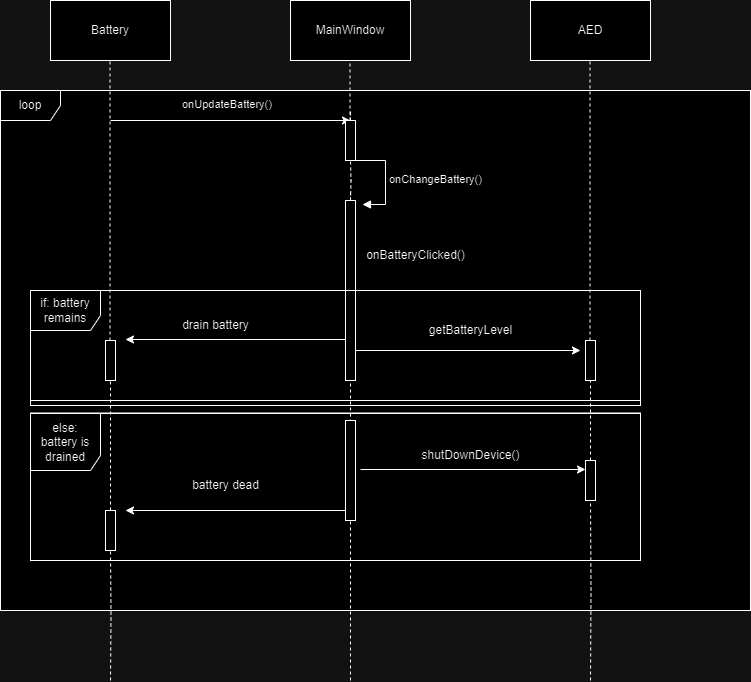 Battery
MainWindow
AED
loop
onUpdateBattery()
onChangeBattery()
onBatteryClicked()
if: battery
remains
drain battery
getBatteryLevel
else:
battery is
drained
shutDownDevice()
battery dead